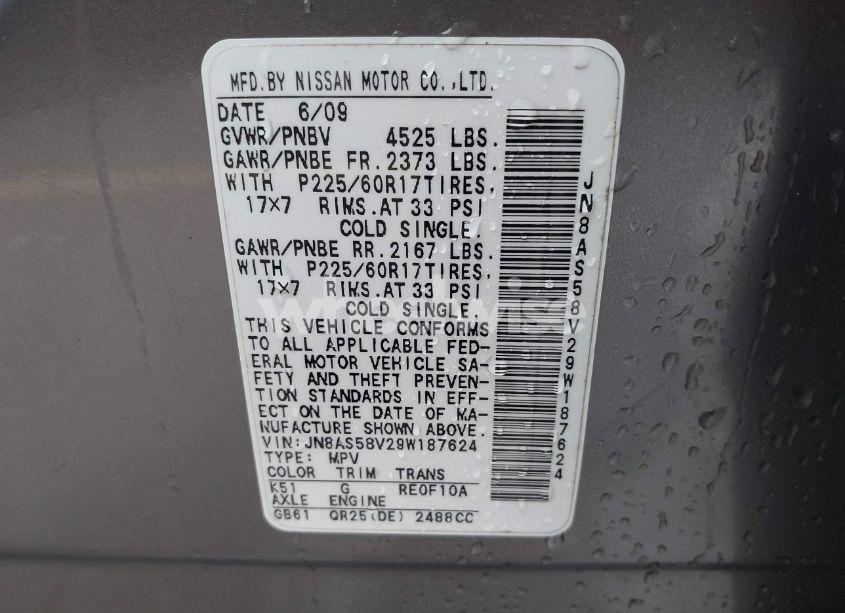 MFD.BY NISSAN MOTOR CO.,LTD.
DATE 6/09
GVWR/PNBV 4525 LBS.
GAWR/PNBE FR. 2373 LBS.
WITH P225/60R17TIRES,
17×7 RIMS.AT 33 PSI
COLD SINGLE.
GAWR/PNBE RR. 2167 LBS.
WITH P225/60R17TIRES,
17×7 RIMS.AT 33 PSI
COLD SINGLE.
THIS VEHICLE CONFORMS
TO ALL APPLICABLE FED-
ERAL MOTOR VEHICLE SA-
FETY AND THEFT PREVEN-
TION STANDARDS IN EFF-
ECT ON THE DATE OF MA-
NUFACTURE SHOWN ABOVE.
VIN:JN8AS58V29W187624
TYPE: MPV
COLOR TRIM TRANS
K51 G RE0F10A
AXLE ENGINE
GB61 QR25(DE) 2488CC
JN8AS58V29W187624